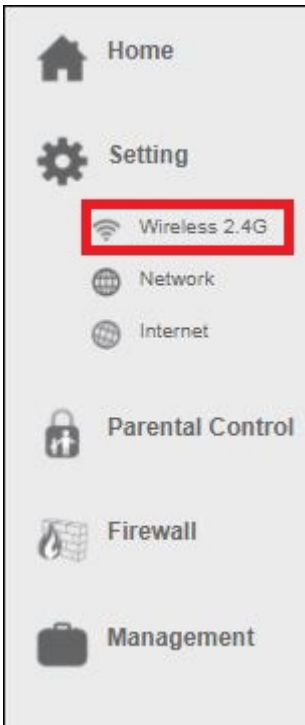 Home
Setting
Wireless 2.4G
Network
Internet
Parental Control
Firewall
Management